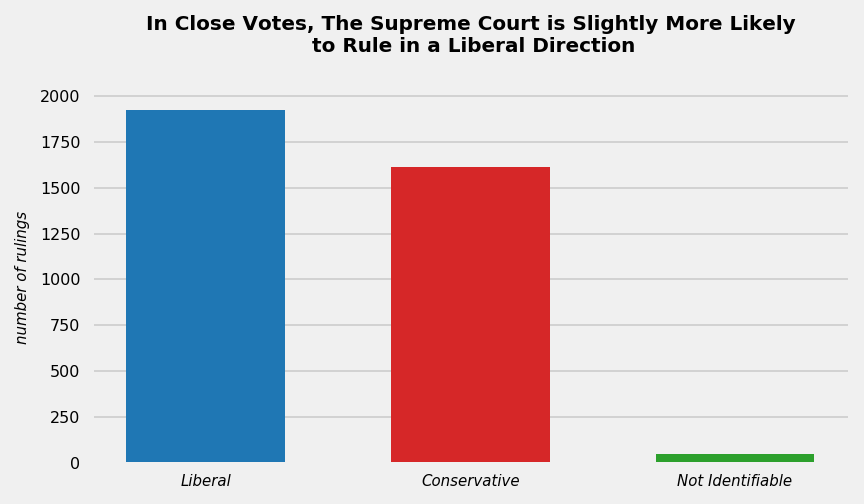 In Close Votes, The Supreme Court is Slightly More Likely
to Rule in a Liberal Direction
2000
1750
1500
1250
1000
750
500
250
0
number of rulings
Liberal
Conservative
Not Identifiable